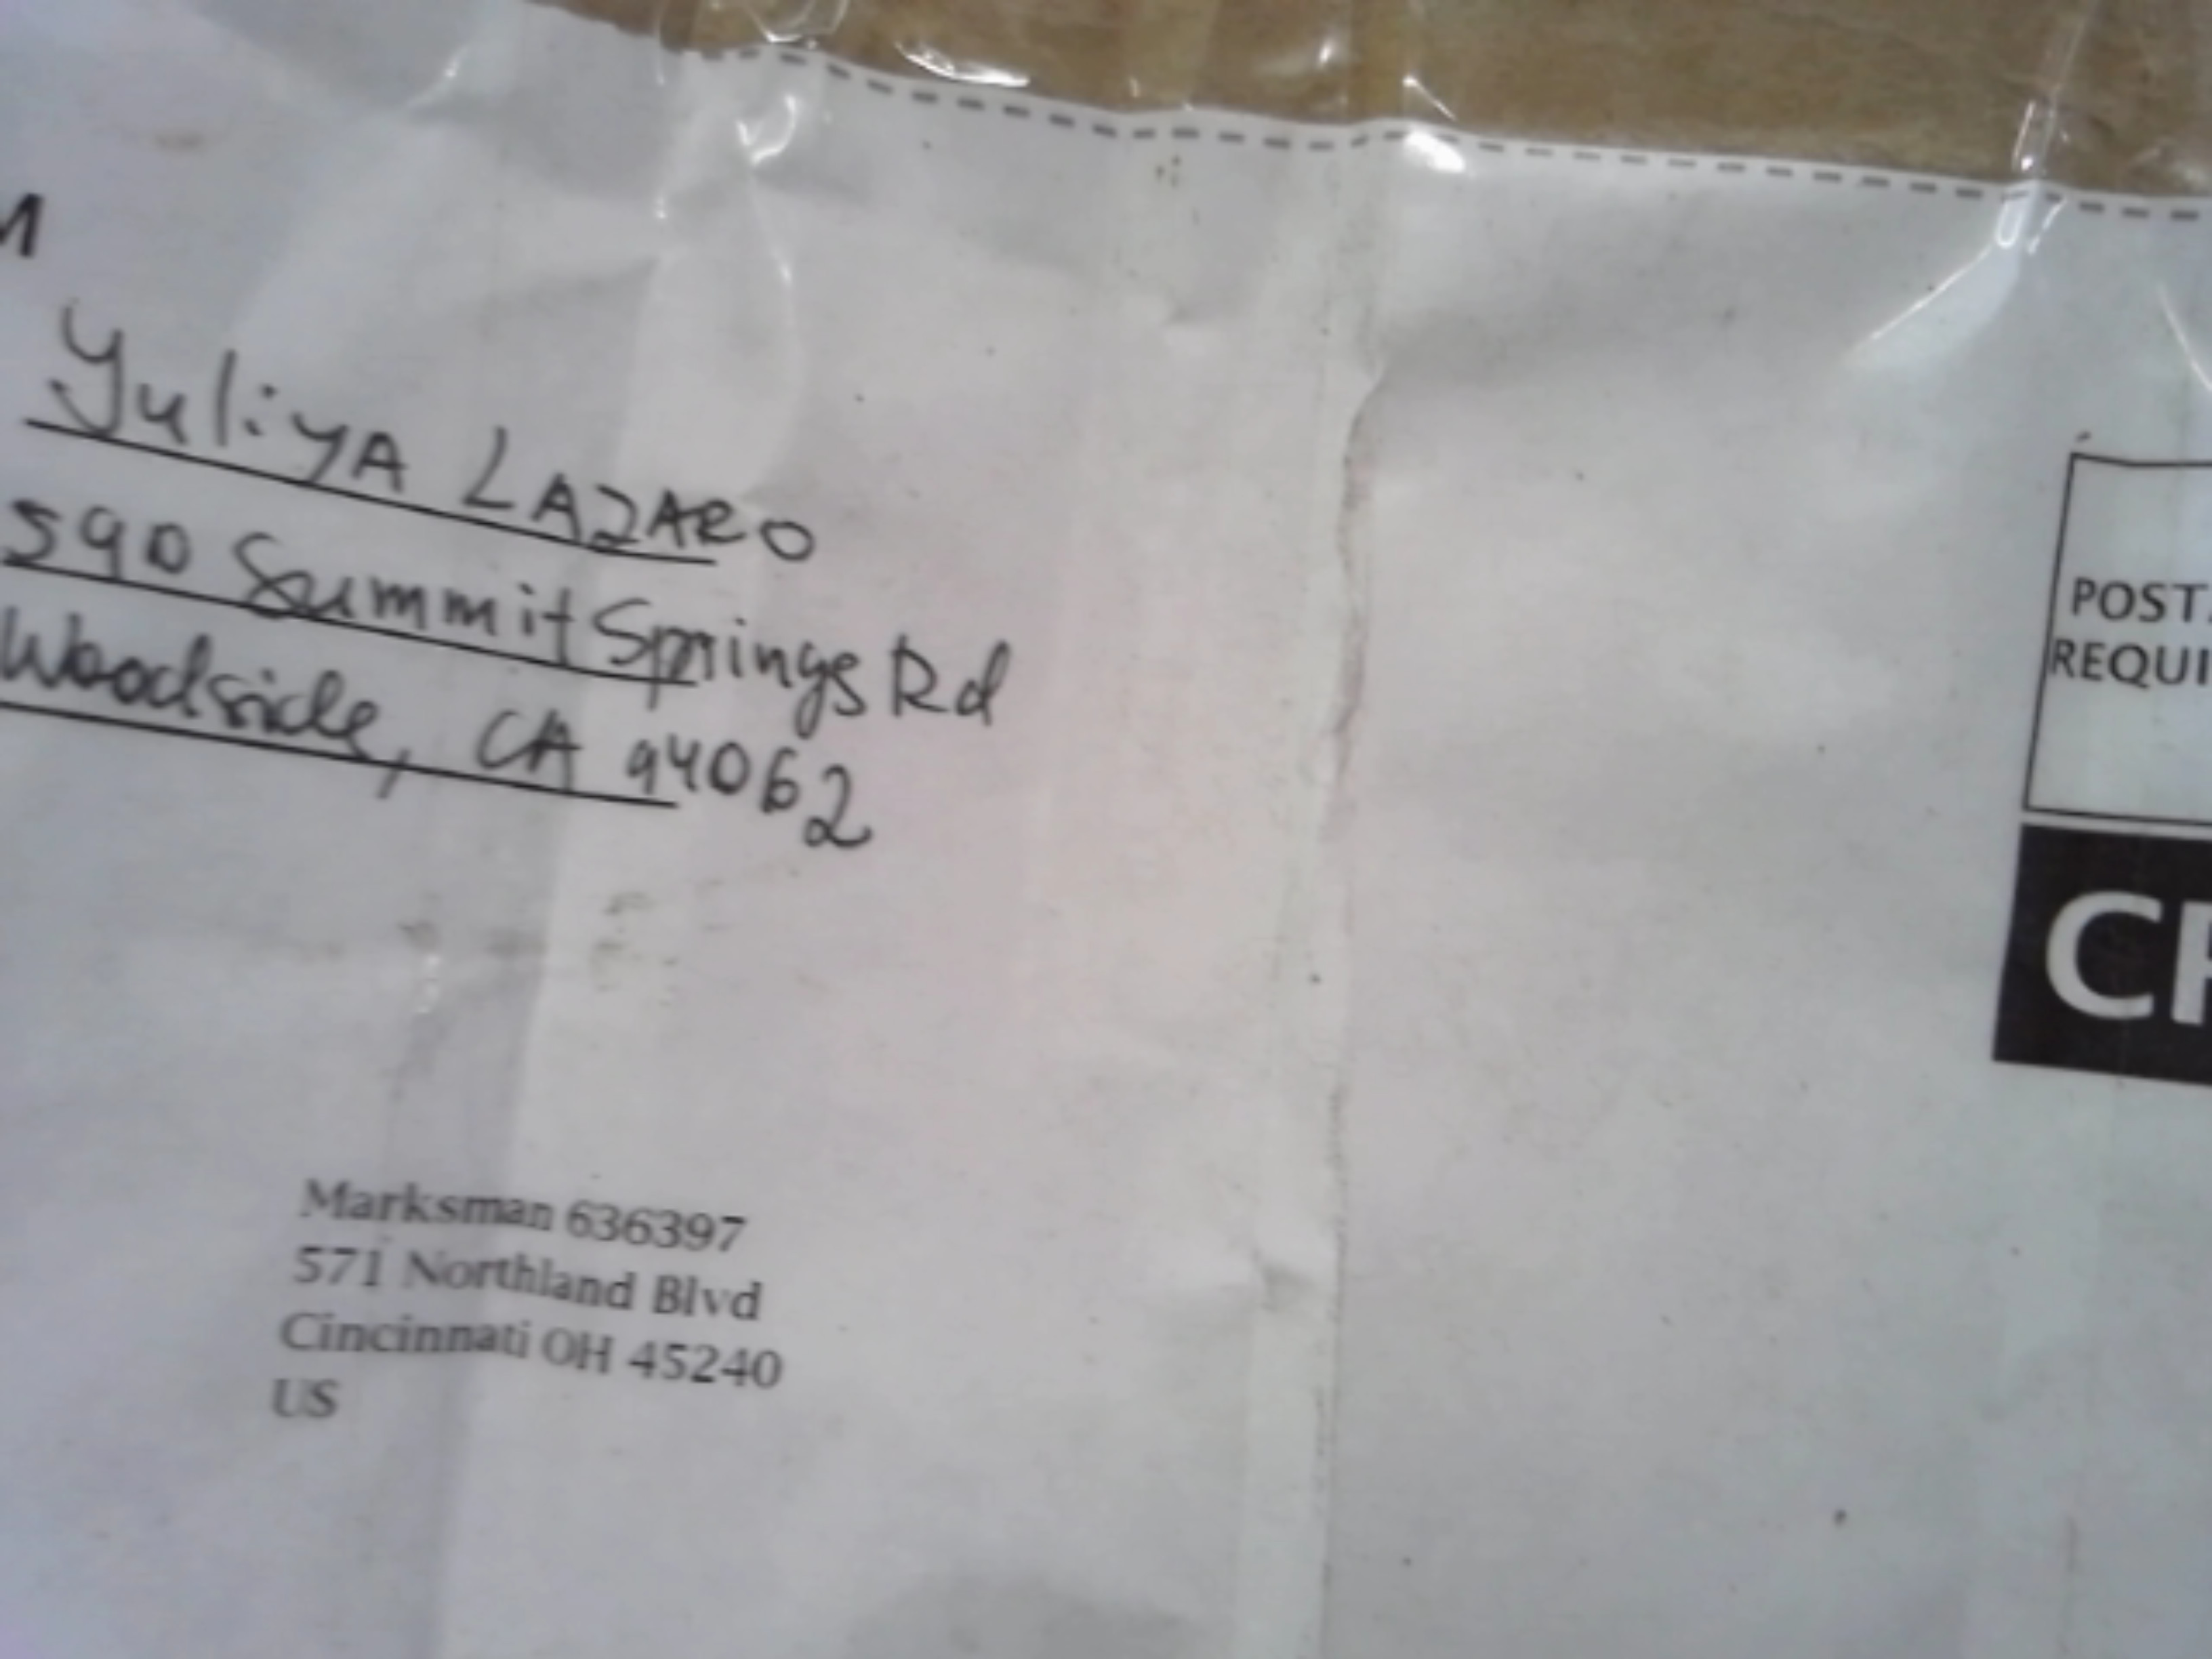 M
Yuliya LAZARO
590 Summit Springs Rd
Woodside, CA 94062
POST
REQUI
Marksman 636397
571 Northland Blvd
Cincinnati OH 45240
US